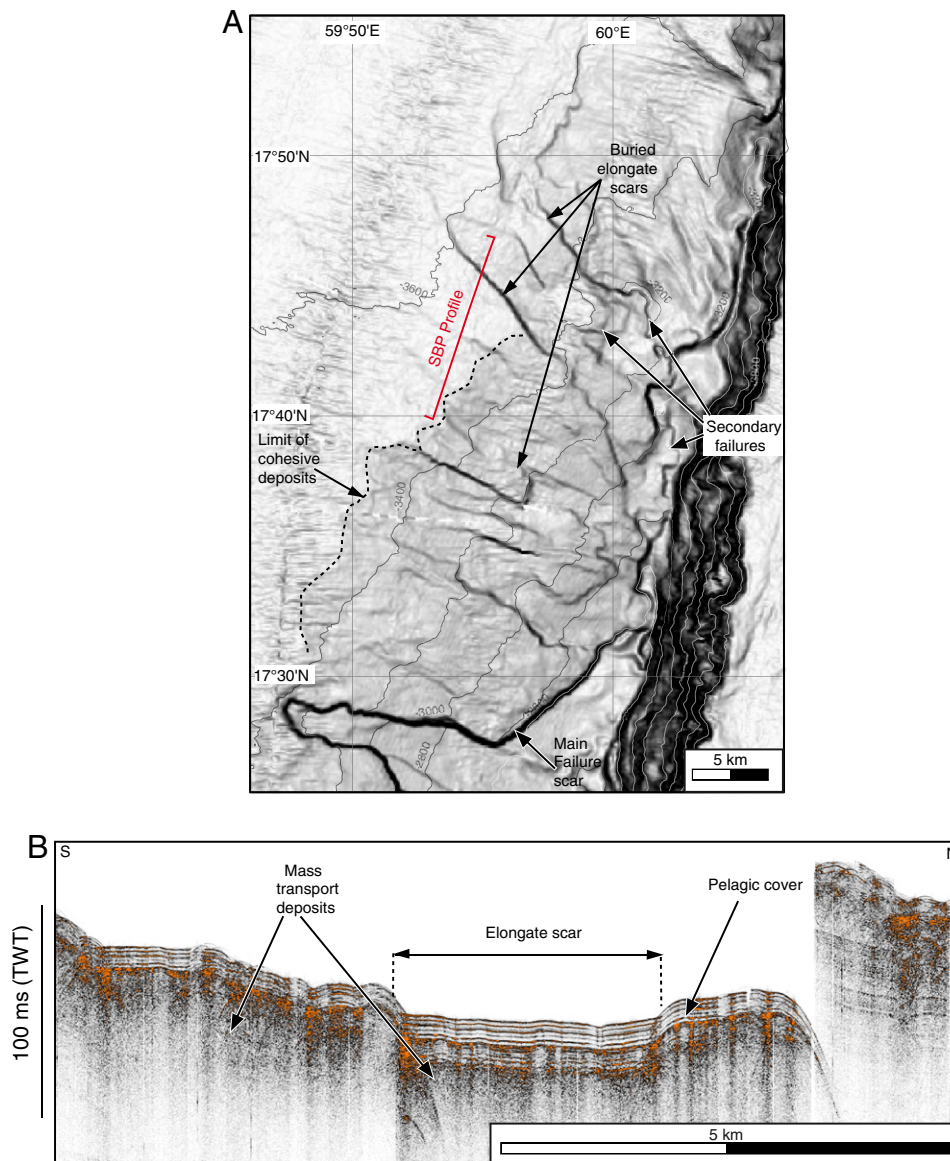 A
59°50'E
60°E
17°50'N
Buried
elongate
scars
-3600
-3200
SBP Profile
17°40'N
Limit of
cohesive
deposits
Secondary
failures
-3400
17°30'N
-3000
2800
Main
Failure
scar
5 km
B
S
Mass
transport
deposits
Pelagic cover
Elongate scar
100 ms (TWT)
5 km